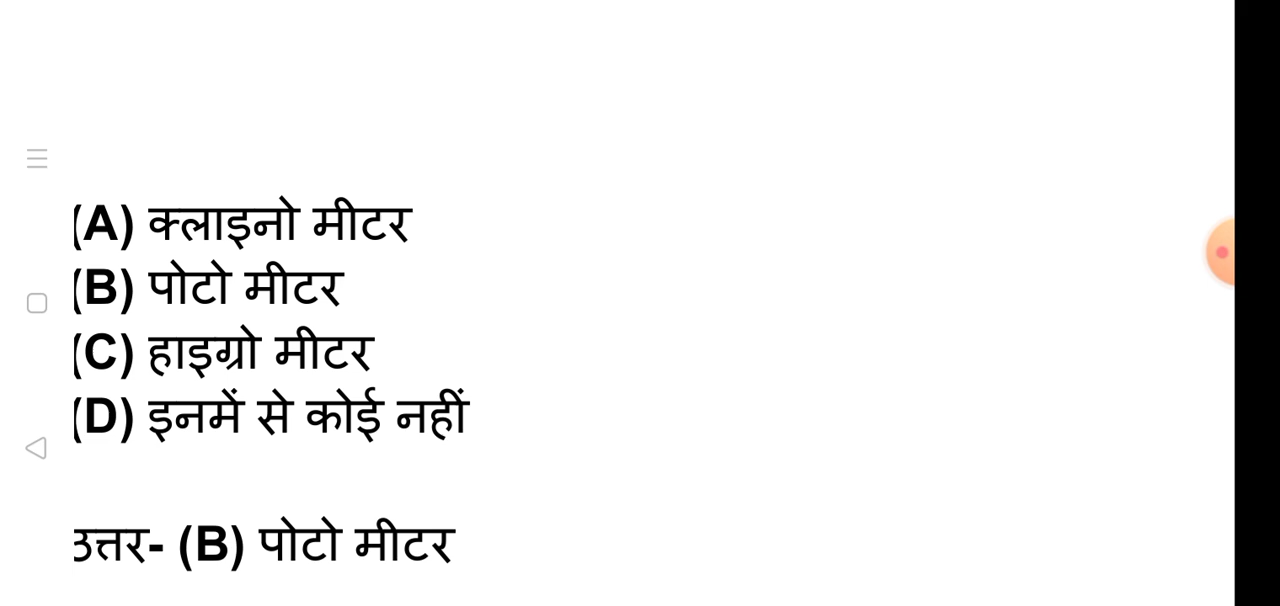 (A) क्लाइनो मीटर
(B) पोटो मीटर
(C) हाइग्रो मीटर
(D) इनमें से कोई नहीं
उत्तर- (B) पोटो मीटर